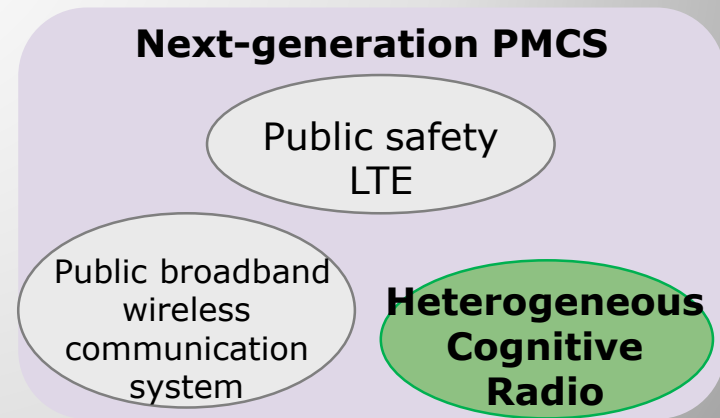 Next-generation PMCS
Public safety
LTE
Public broadband
wireless
communication
system
Heterogeneous
Cognitive
Radio